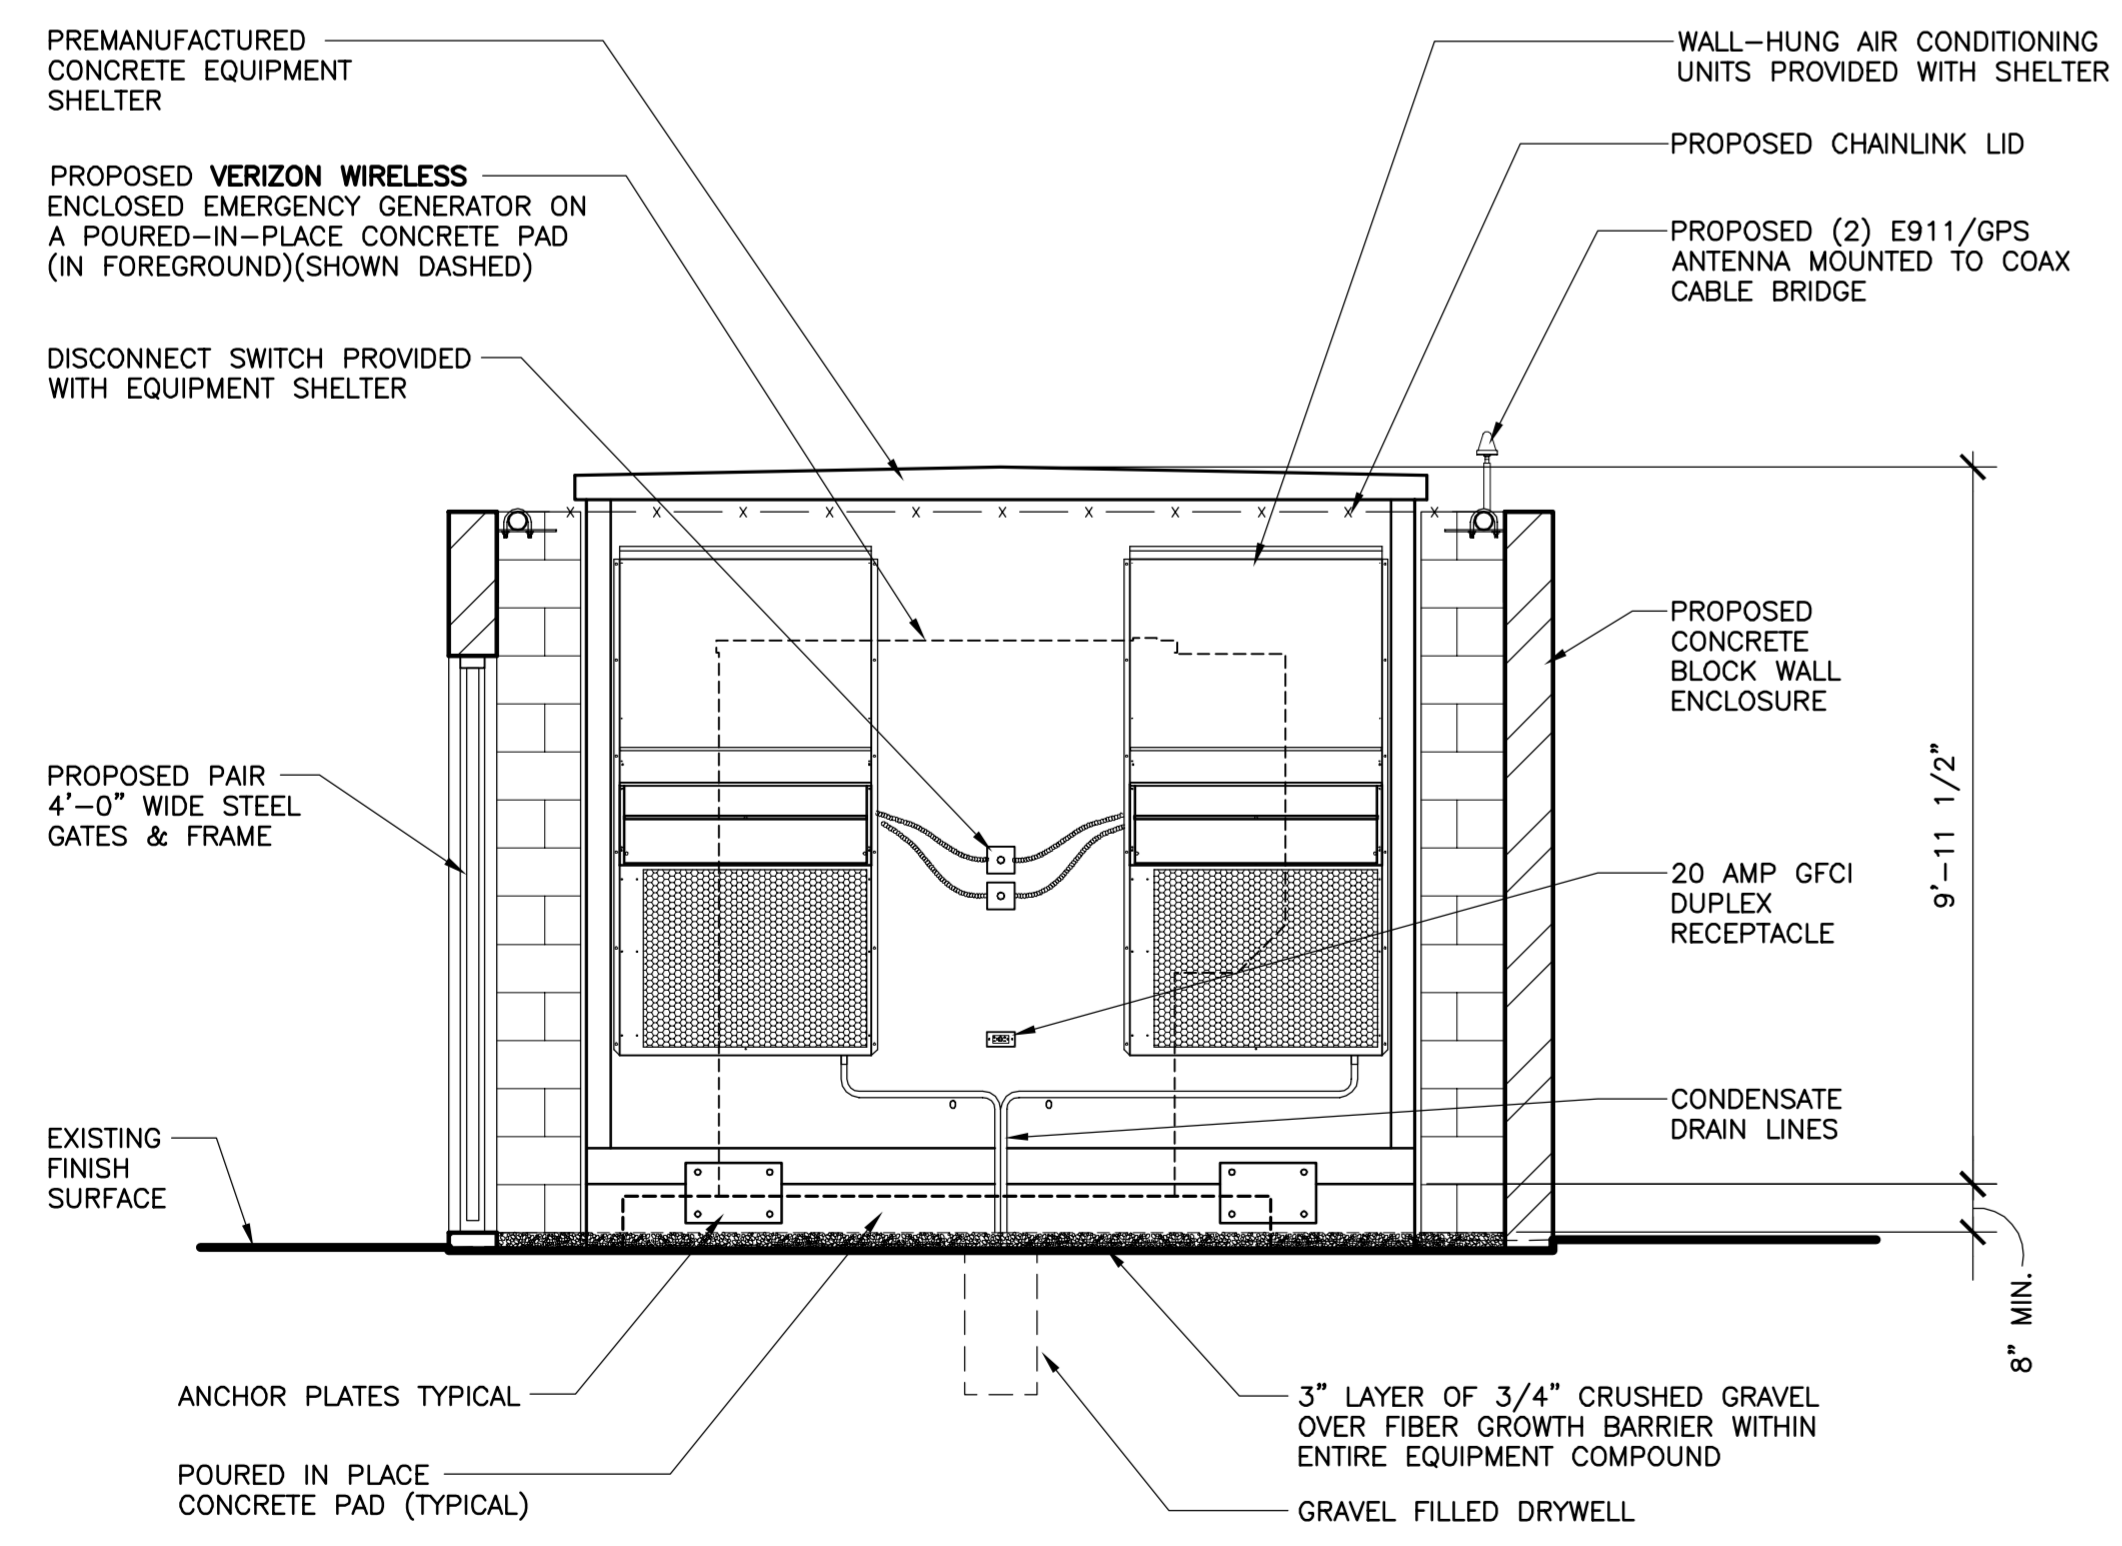 PREMANUFACTURED
CONCRETE EQUIPMENT
SHELTER
PROPOSED VERIZON WIRELESS
ENCLOSED EMERGENCY GENERATOR ON
A POURED-IN-PLACE CONCRETE PAD
(IN FOREGROUND)(SHOWN DASHED)
DISCONNECT SWITCH PROVIDED
WITH EQUIPMENT SHELTER
PROPOSED PAIR
4'-0" WIDE STEEL
GATES & FRAME
EXISTING
FINISH
SURFACE
ANCHOR PLATES TYPICAL
POURED IN PLACE
CONCRETE PAD (TYPICAL)
WALL-HUNG AIR CONDITIONING
UNITS PROVIDED WITH SHELTER
PROPOSED CHAINLINK LID
PROPOSED (2) E911/GPS
ANTENNA MOUNTED TO COAX
CABLE BRIDGE
PROPOSED
CONCRETE
BLOCK WALL
ENCLOSURE
9'-11 1/2"
20 AMP GFCI
DUPLEX
RECEPTACLE
CONDENSATE
DRAIN LINES
8" MIN.
3" LAYER OF 3/4" CRUSHED GRAVEL
OVER FIBER GROWTH BARRIER WITHIN
ENTIRE EQUIPMENT COMPOUND
GRAVEL FILLED DRYWELL